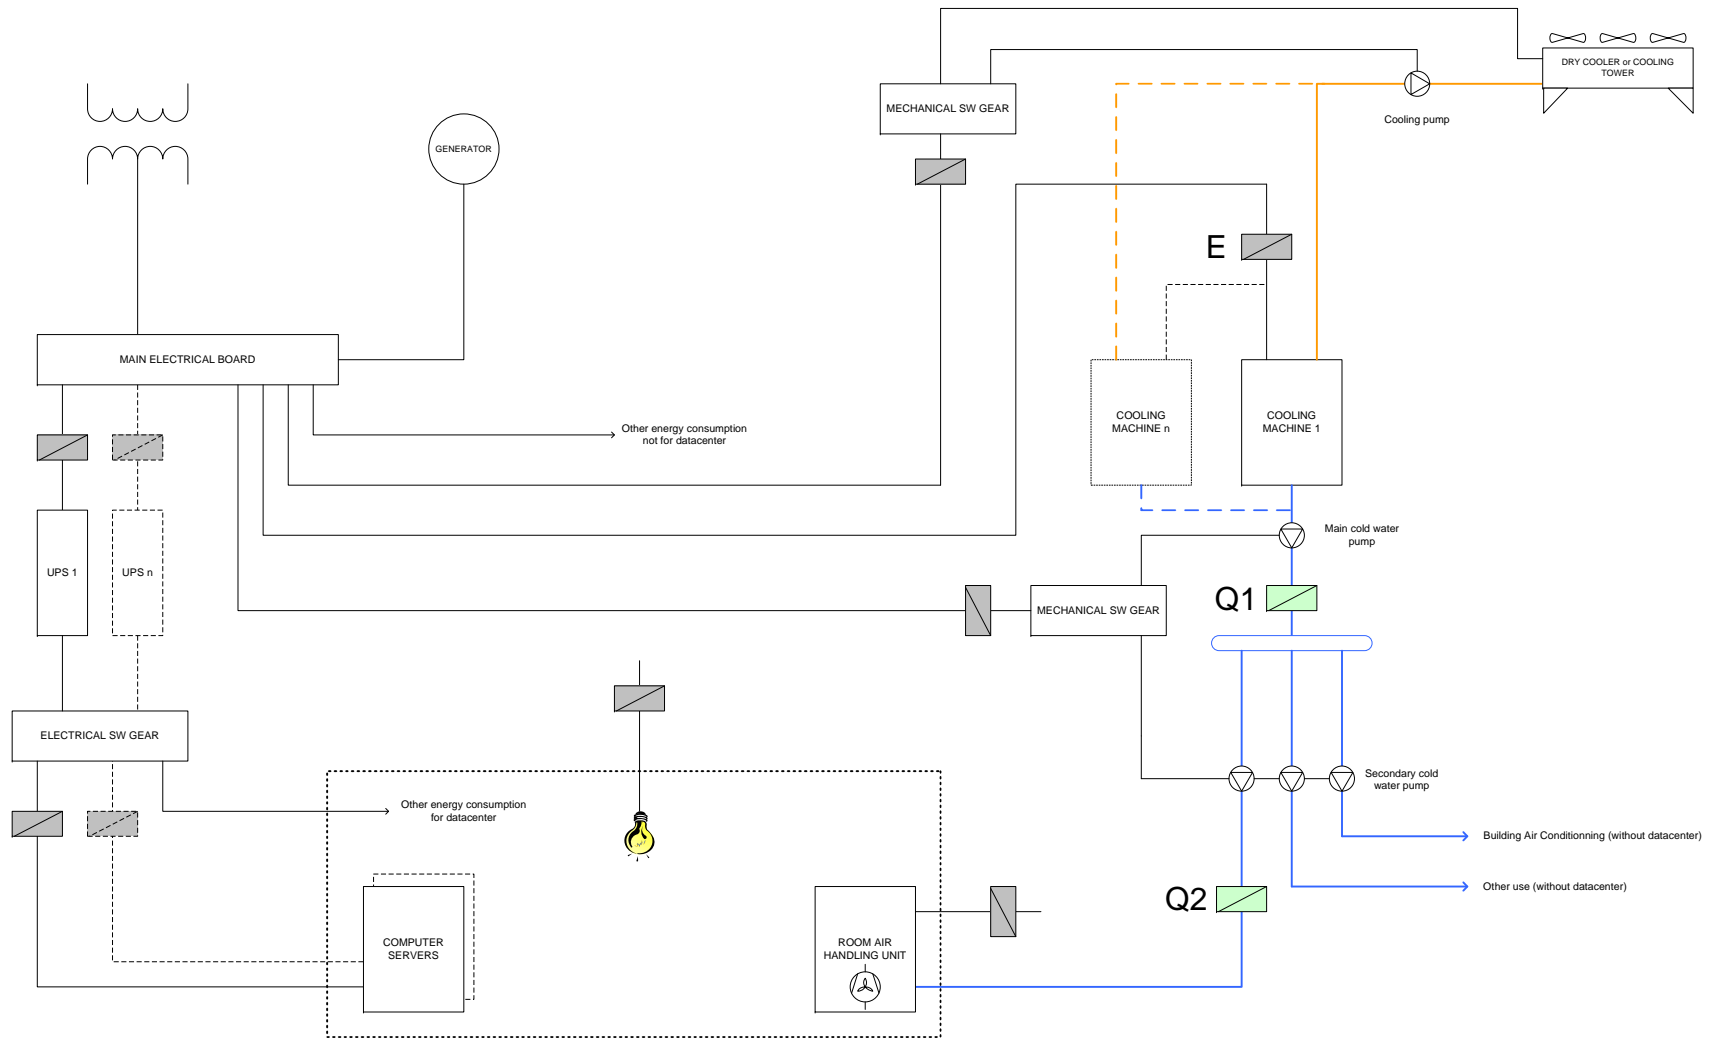 DRY COOLER or COOLING
TOWER
MECHANICAL SW GEAR
Cooling pump
GENERATOR
E
MAIN ELECTRICAL BOARD
COOLING
MACHINE n
COOLING
MACHINE 1
Other energy consumption
not for datacenter
Main cold water
pump
UPS 1
UPS n
Q1
MECHANICAL SW GEAR
ELECTRICAL SW GEAR
Secondary cold
water pump
Other energy consumption
for datacenter
Building Air Conditionning (without datacenter)
Other use (without datacenter)
Q2
COMPUTER
SERVERS
ROOM AIR
HANDLING UNIT